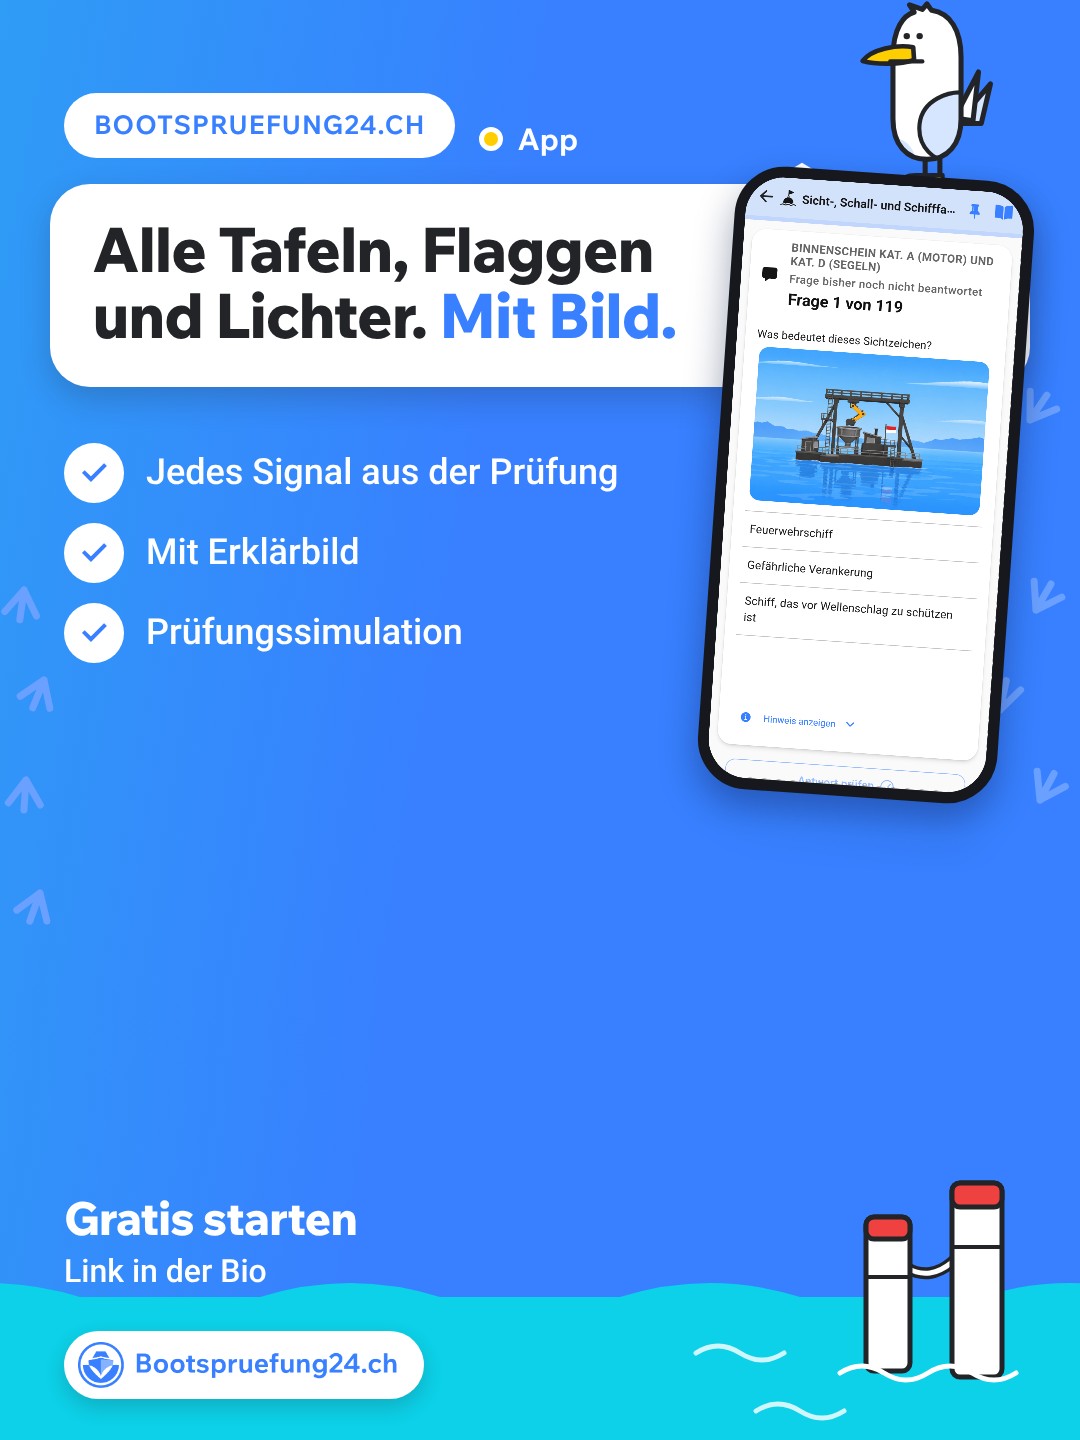 BOOTSPRUEFUNG24.CH
App
Alle Tafeln, Flaggen
und Lichter. Mit Bild.
Jedes Signal aus der Prüfung
Mit Erklärbild
Prüfungssimulation
Sicht-, Schall- und Schifffa...
BINNENSCHEIN KAT. A (MOTOR) UND
KAT. D (SEGELN)
Frage bisher noch nicht beantwortet
Frage 1 von 119
Was bedeutet dieses Sichtzeichen?
Feuerwehrschiff
Gefährliche Verankerung
Schiff, das vor Wellenschlag zu schützen
ist
Hinweis anzeigen
Antwort prüfen
Gratis starten
Link in der Bio
Bootspruefung24.ch